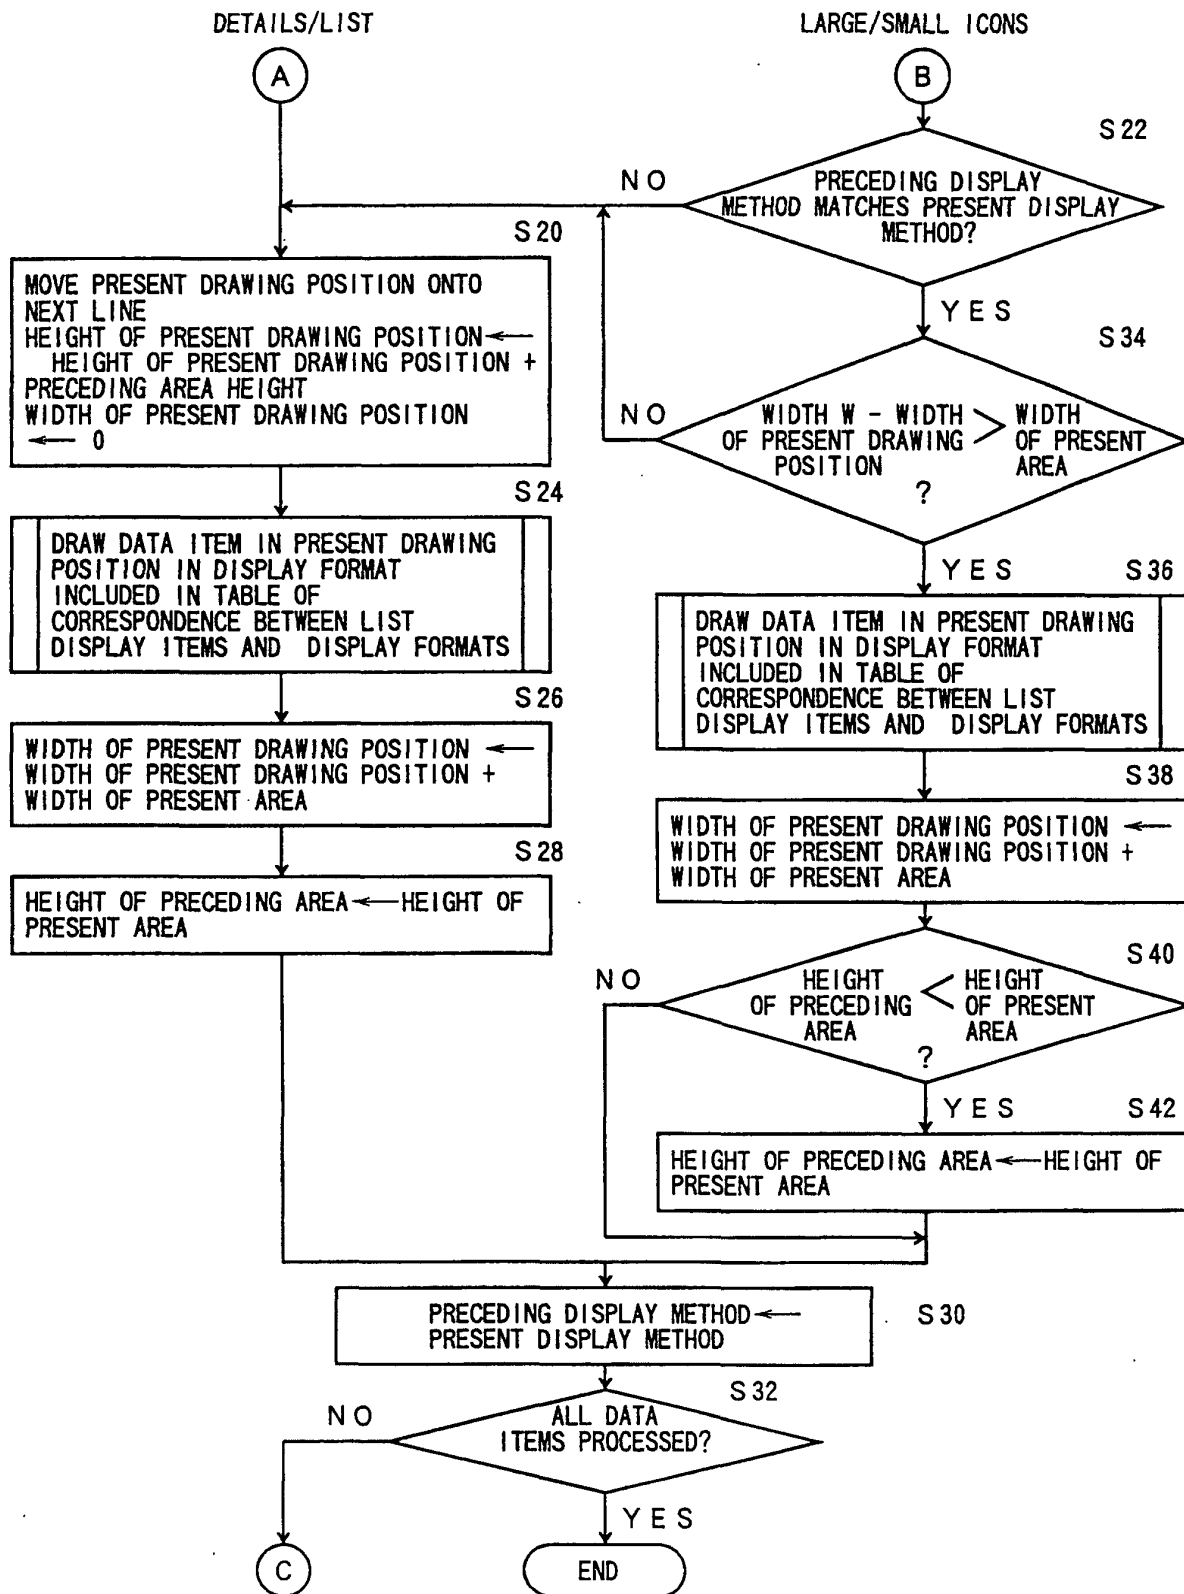 DETAILS/LIST
A
LARGE/SMALL ICONS
B
S22
PRECEDING DISPLAY
METHOD MATCHES PRESENT DISPLAY
METHOD?
NO
YES
S20
MOVE PRESENT DRAWING POSITION ONTO
NEXT LINE
HEIGHT OF PRESENT DRAWING POSITION←
HEIGHT OF PRESENT DRAWING POSITION +
PRECEDING AREA HEIGHT
WIDTH OF PRESENT DRAWING POSITION
← 0
S34
WIDTH W - WIDTH
OF PRESENT DRAWING
POSITION
>
WIDTH
OF PRESENT
AREA
?
NO
YES
S24
DRAW DATA ITEM IN PRESENT DRAWING
POSITION IN DISPLAY FORMAT
INCLUDED IN TABLE OF
CORRESPONDENCE BETWEEN LIST
DISPLAY ITEMS AND DISPLAY FORMATS
S36
DRAW DATA ITEM IN PRESENT DRAWING
POSITION IN DISPLAY FORMAT
INCLUDED IN TABLE OF
CORRESPONDENCE BETWEEN LIST
DISPLAY ITEMS AND DISPLAY FORMATS
S26
WIDTH OF PRESENT DRAWING POSITION ←
WIDTH OF PRESENT DRAWING POSITION +
WIDTH OF PRESENT AREA
S38
WIDTH OF PRESENT DRAWING POSITION ←
WIDTH OF PRESENT DRAWING POSITION +
WIDTH OF PRESENT AREA
S28
HEIGHT OF PRECEDING AREA←HEIGHT OF
PRESENT AREA
S40
HEIGHT
OF PRECEDING
AREA
<
HEIGHT
OF PRESENT
AREA
?
NO
YES
S42
HEIGHT OF PRECEDING AREA←HEIGHT OF
PRESENT AREA
PRECEDING DISPLAY METHOD←
PRESENT DISPLAY METHOD
S30
S32
ALL DATA
ITEMS PROCESSED?
NO
YES
C
END